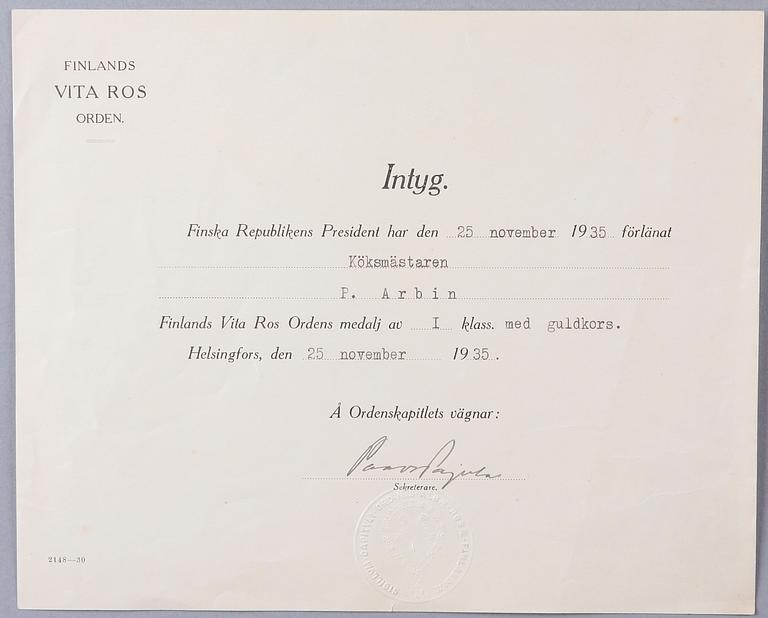 FINLANDS
VITA ROS
ORDEN.
Intyg.
Finska Republikens President har den 25 november 1935 förlänat
Köksmästaren
P. Arbin
Finlands Vita Ros Ordens medalj av I klass. med guldkors.
Helsingfors, den 25 november 1935.
Å Ordenskapitlets vägnar:
Sekreterare.
2148—30